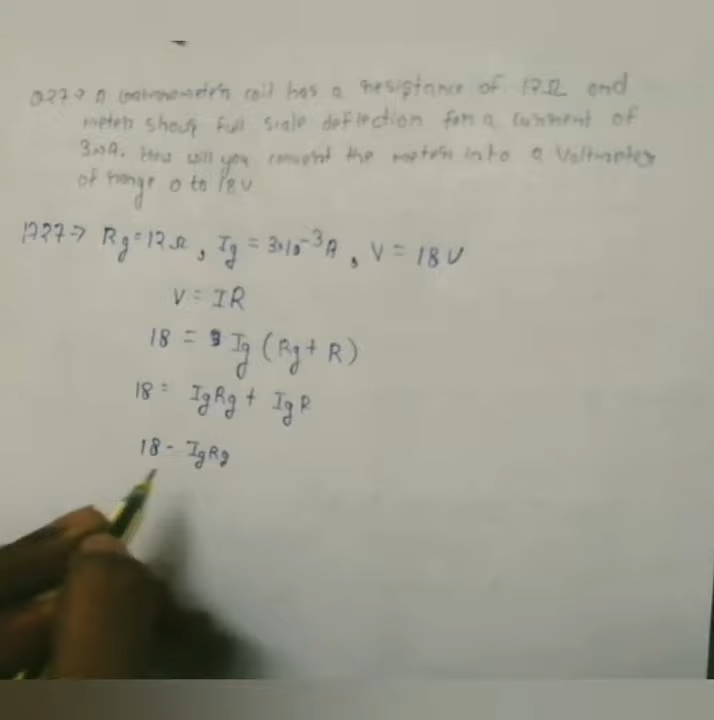 Q27→ A Galvanometer coil has a resistance of 12Ω and
meter shows full scale deflection for a current of
3mA. How will you convert the meter into a Voltmeter
of range 0 to 18V
A27→ Rg=12Ω, Ig = 3×10⁻³A, V = 18V
V = IR
18 = Ig (Rg+ R)
18 = IgRg + IgR
18 - IgRg